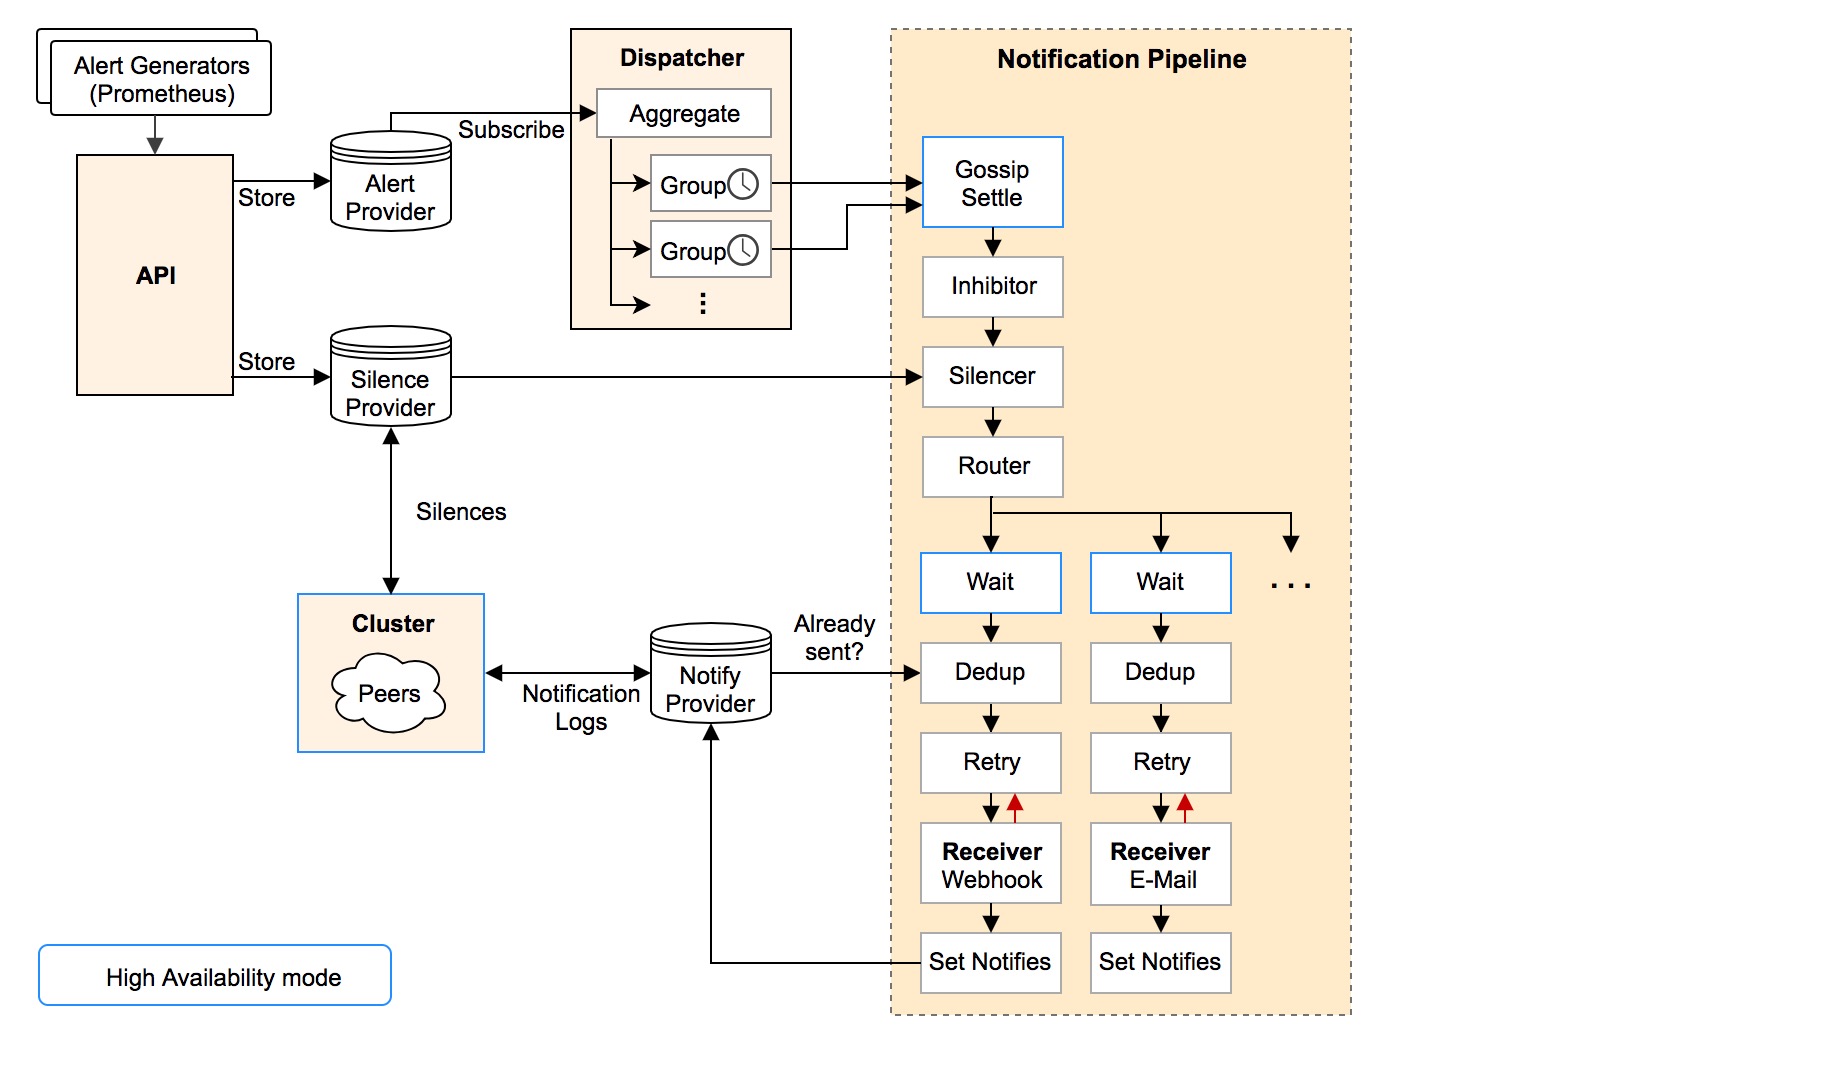 Alert Generators
(Prometheus)
API
Store
Alert
Provider
Subscribe
Dispatcher
Aggregate
Group
Group
⋮
Store
Silence
Provider
Silences
Cluster
Peers
Notification
Logs
Notify
Provider
Already
sent?
Notification Pipeline
Gossip
Settle
Inhibitor
Silencer
Router
Wait
Wait
...
Dedup
Dedup
Retry
Retry
Receiver
Webhook
Receiver
E-Mail
Set Notifies
Set Notifies
High Availability mode